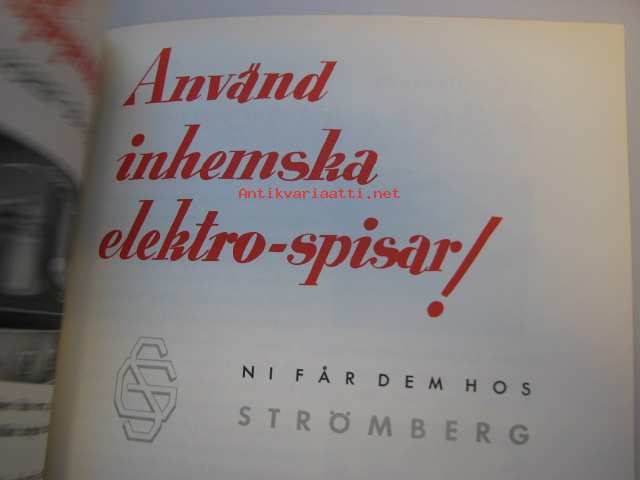 Använd
inhemska
Antikvariaatti.net
elektro-spisar!
NI FÅR DEM HOS
STRÖMBERG